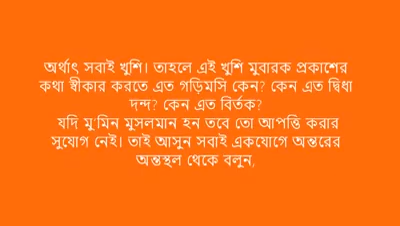 অর্থাৎ সবাই খুশি। তাহলে এই খুশি মুবারক প্রকাশের
কথা স্বীকার করতে এত গড়িমসি কেন? কেন এত দ্বিধা
দন্দ? কেন এত বির্তক?
যদি মু'মিন মুসলমান হন তবে তো আপত্তি করার
সুযোগ নেই। তাই আসুন সবাই একযোগে অন্তরের
অন্তস্থল থেকে বলুন,